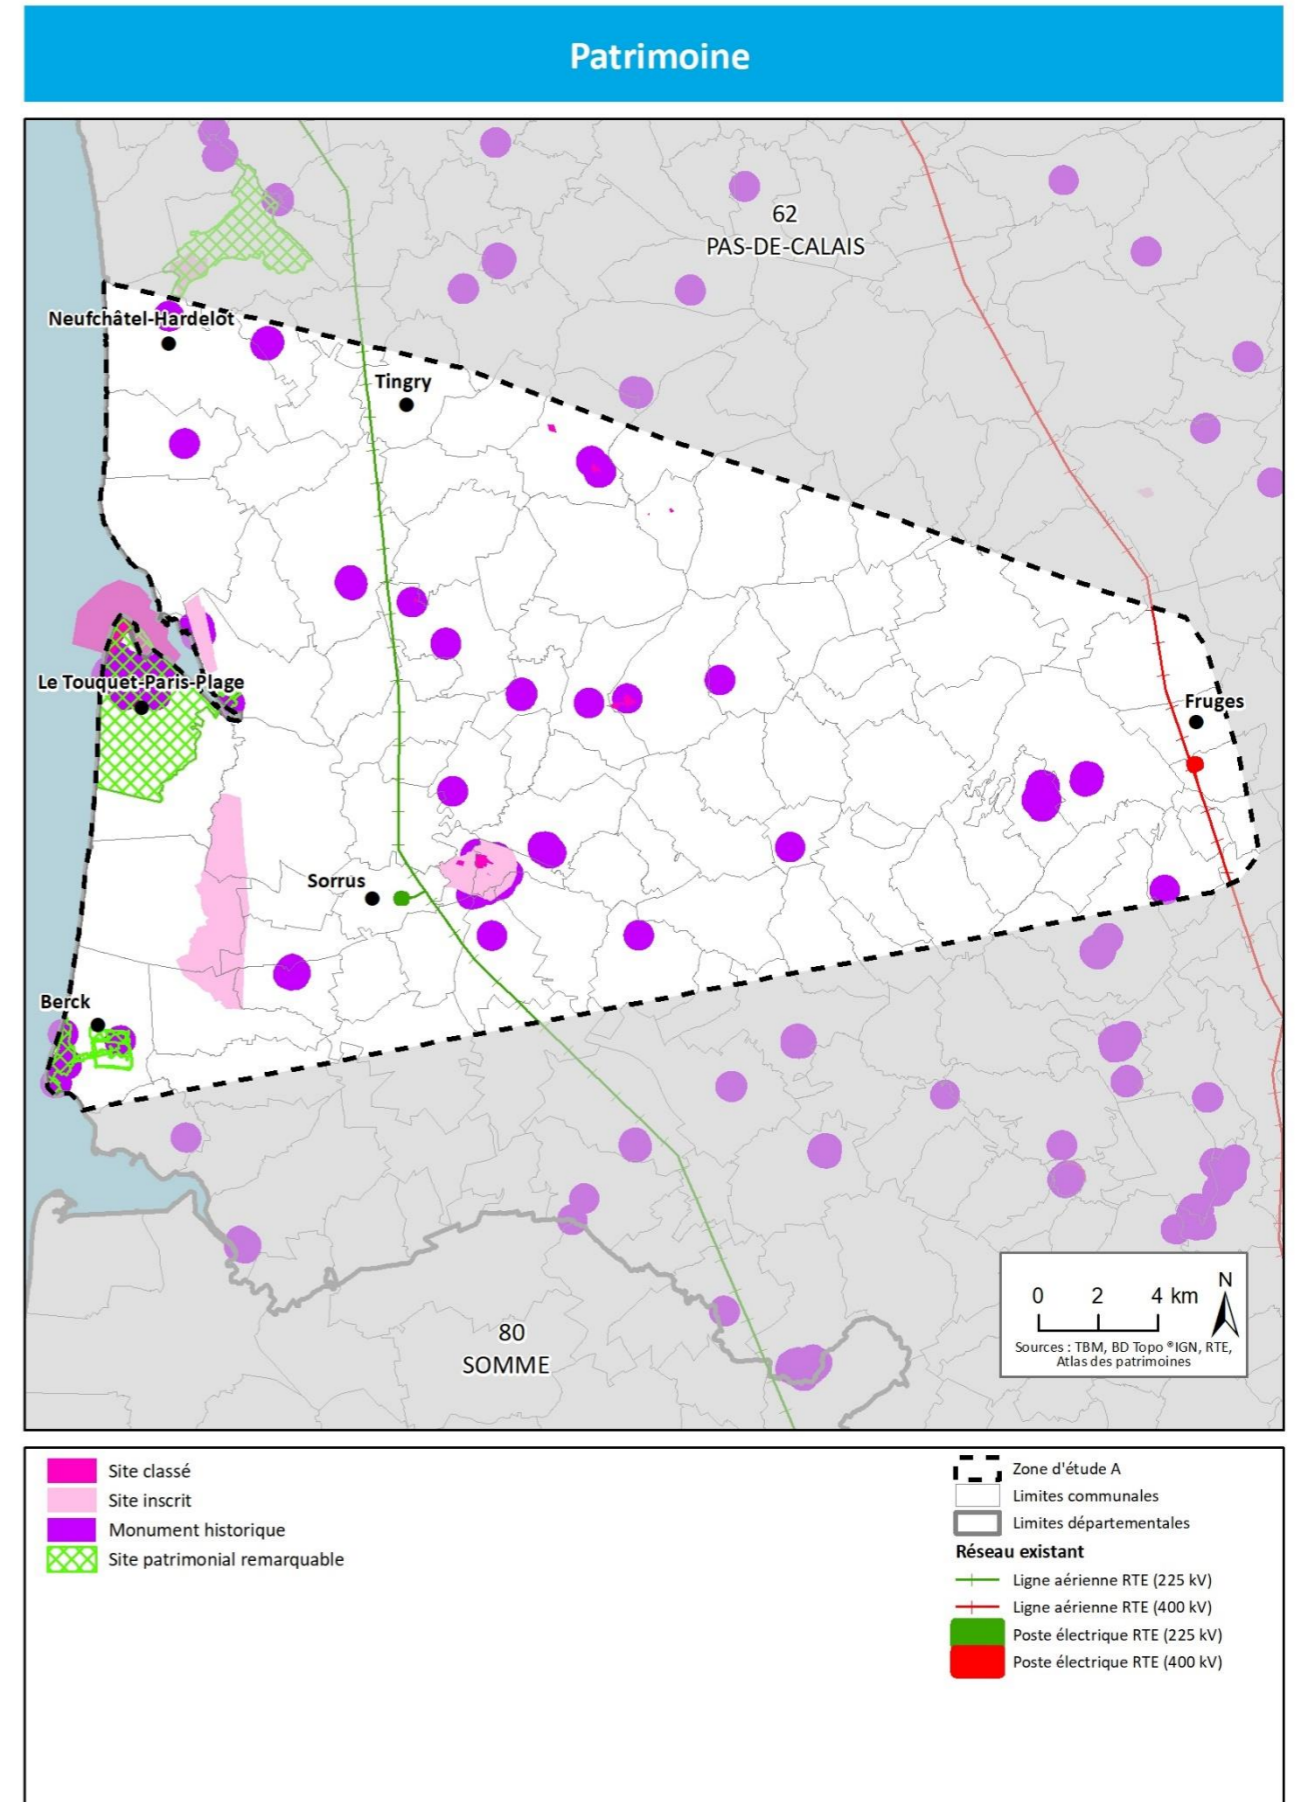 Patrimoine
62
PAS-DE-CALAIS
Neufchâtel-Hardelot
Tingry
Le Touquet-Paris-Plage
Fruges
Sorrus
Berck
80
SOMME
0 2 4 km
N
Sources : TBM, BD Topo ®IGN, RTE,
Atlas des patrimoines
Site classé
Site inscrit
Monument historique
Site patrimonial remarquable
Zone d'étude A
Limites communales
Limites départementales
Réseau existant
Ligne aérienne RTE (225 kV)
Ligne aérienne RTE (400 kV)
Poste électrique RTE (225 kV)
Poste électrique RTE (400 kV)